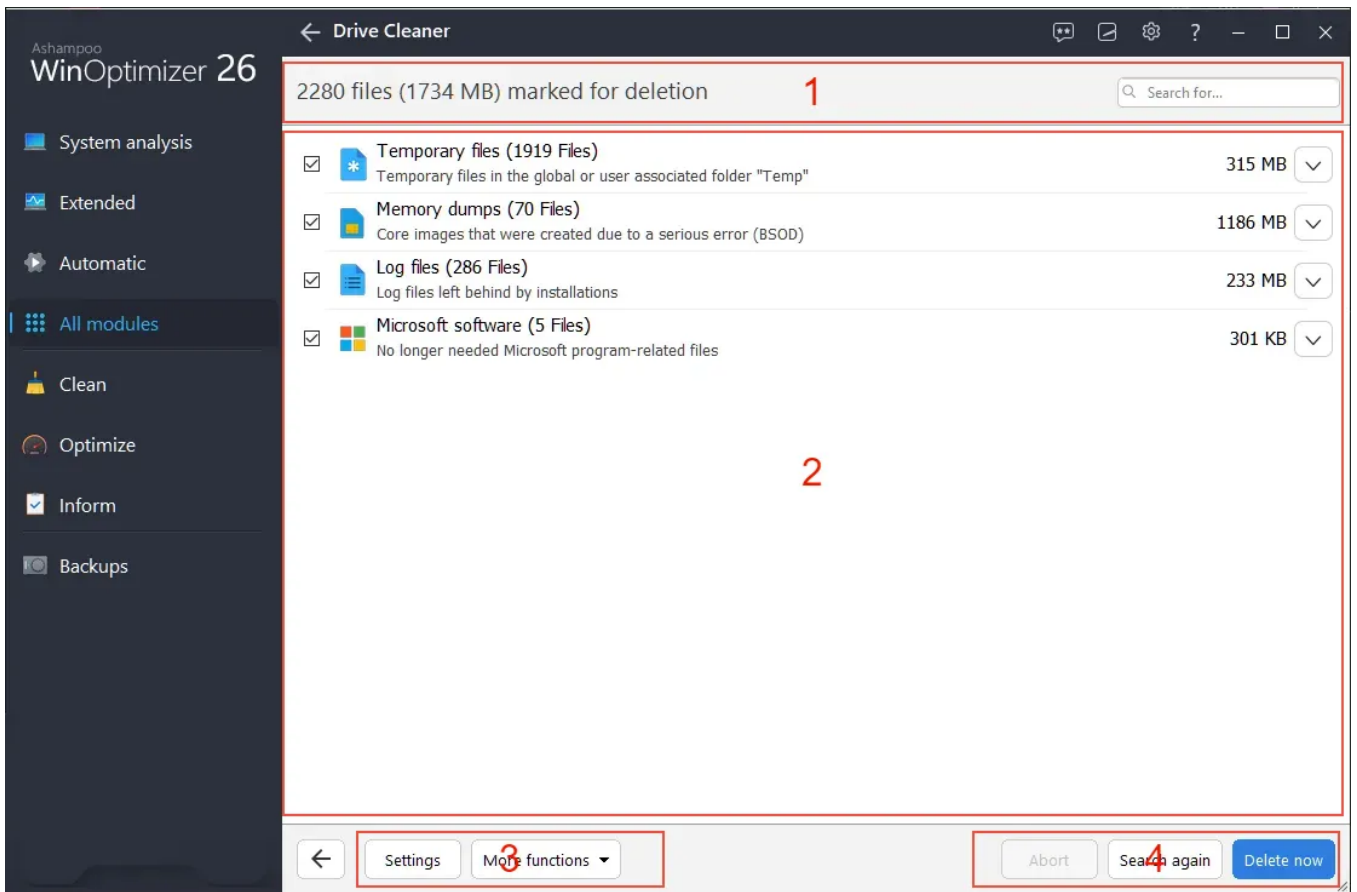 Ashampoo
WinOptimizer 26
System analysis
Extended
Automatic
All modules
Clean
Optimize
Inform
Backups
Drive Cleaner
?
2280 files (1734 MB) marked for deletion
1
Search for...
Temporary files (1919 Files)
Temporary files in the global or user associated folder "Temp"
315 MB
Memory dumps (70 Files)
Core images that were created due to a serious error (BSOD)
1186 MB
Log files (286 Files)
Log files left behind by installations
233 MB
Microsoft software (5 Files)
No longer needed Microsoft program-related files
301 KB
2
Settings
More functions
3
Abort
Search again
4
Delete now